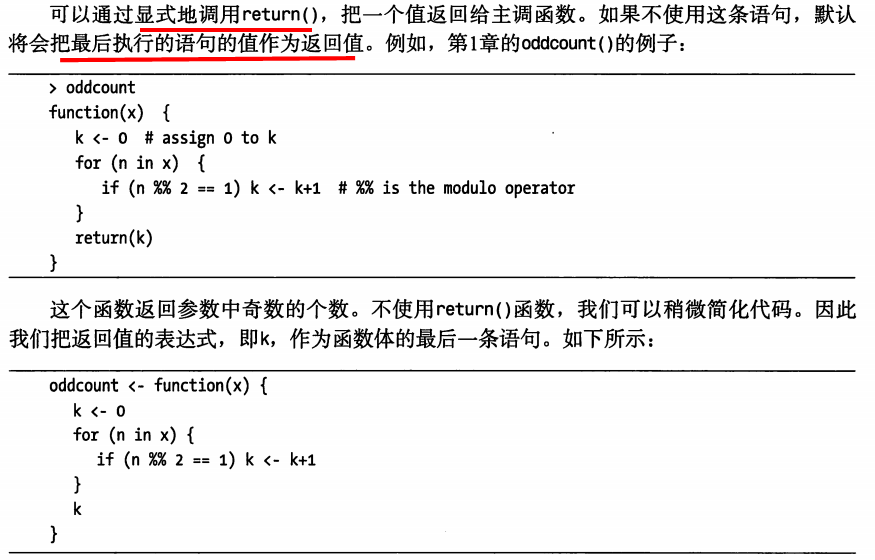 可以通过显式地调用return()，把一个值返回给主调函数。如果不使用这条语句，默认
将会把最后执行的语句的值作为返回值。例如，第1章的oddcount()的例子：
> oddcount
function(x) {
k <- 0 # assign 0 to k
for (n in x) {
if (n %% 2 == 1) k <- k+1 # %% is the modulo operator
}
return(k)
}
这个函数返回参数中奇数的个数。不使用return()函数，我们可以稍微简化代码。因此
我们把返回值的表达式，即k，作为函数体的最后一条语句。如下所示：
oddcount <- function(x) {
k <- 0
for (n in x) {
if (n %% 2 == 1) k <- k+1
}
k
}